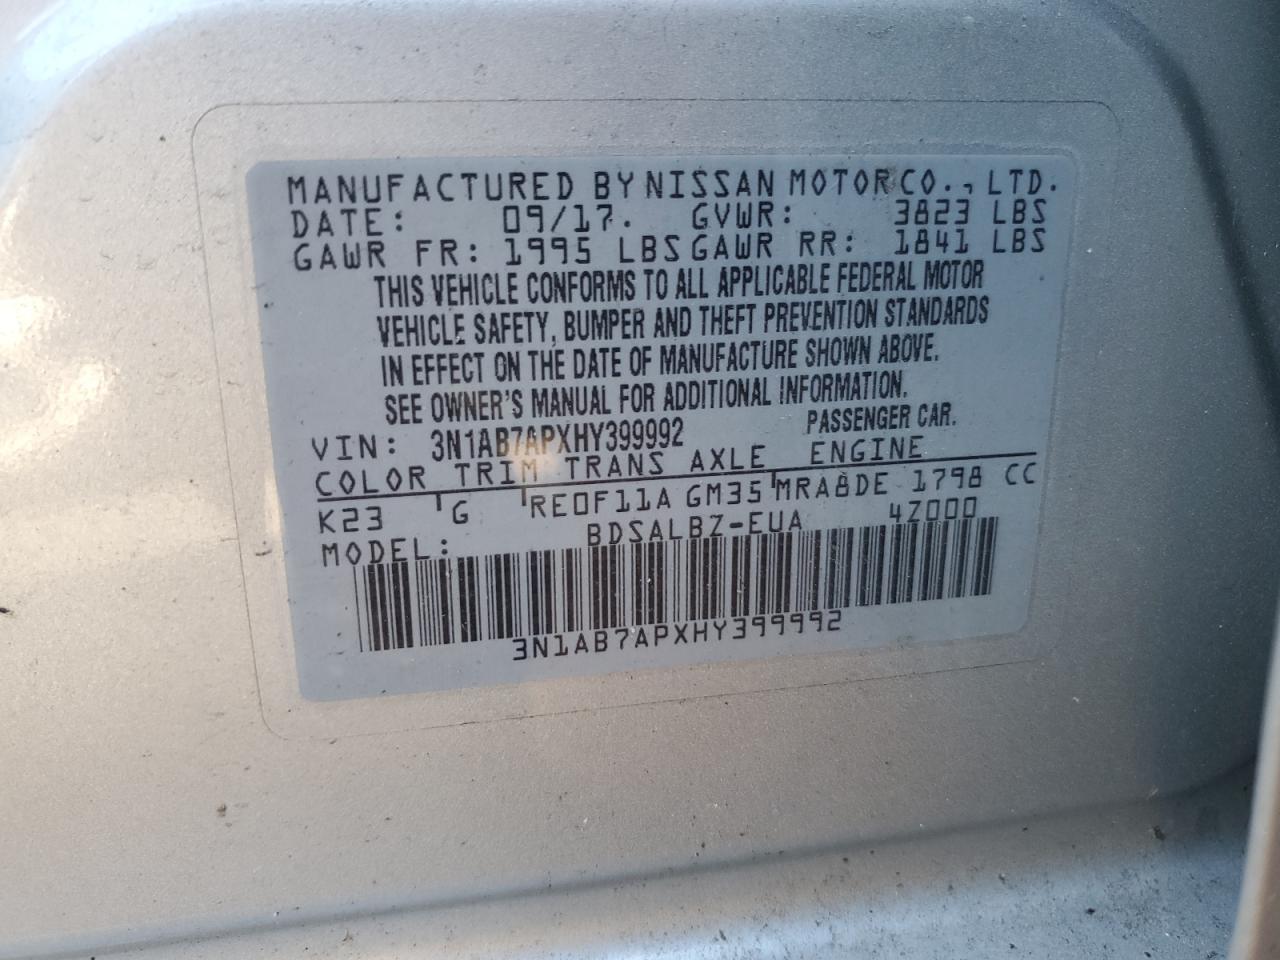 MANUFACTURED BY NISSAN MOTOR CO., LTD.
DATE: 09/17. GVWR: 3823 LBS
GAWR FR: 1995 LBS GAWR RR: 1841 LBS
THIS VEHICLE CONFORMS TO ALL APPLICABLE FEDERAL MOTOR
VEHICLE SAFETY, BUMPER AND THEFT PREVENTION STANDARDS
IN EFFECT ON THE DATE OF MANUFACTURE SHOWN ABOVE.
SEE OWNER'S MANUAL FOR ADDITIONAL INFORMATION.
VIN: 3N1AB7APXHY399992 PASSENGER CAR.
COLOR TRIM TRANS AXLE ENGINE
K23 G RE0F11A GM35 MRA8DE 1798 CC
MODEL: BDSALBZ-EUA 4Z000
3N1AB7APXHY399992